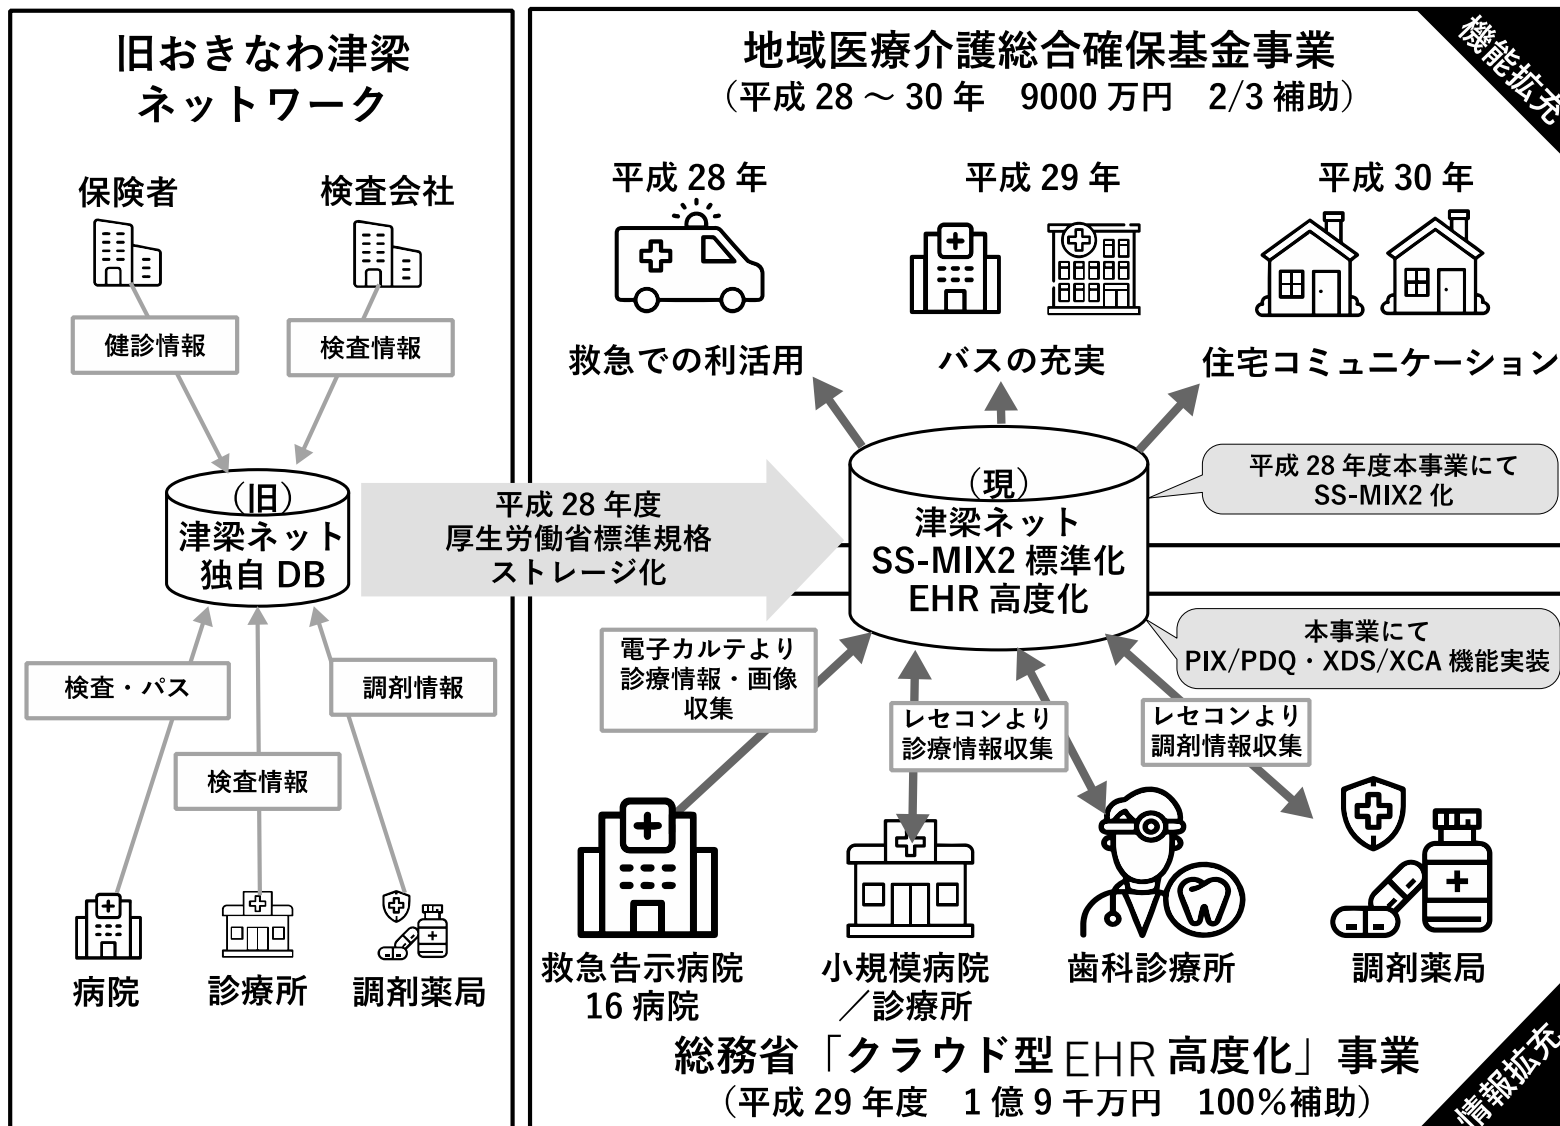 旧おきなわ津梁
ネットワーク
保険者
検査会社
健診情報
検査情報
（旧）
津梁ネット
独自 DB
検査・パス
検査情報
調剤情報
病院
診療所
調剤薬局
平成 28 年度
厚生労働省標準規格
ストレージ化
機能拡充
地域医療介護総合確保基金事業
（平成 28 ～ 30 年　9000 万円　2/3 補助）
平成 28 年
救急での利活用
平成 29 年
バスの充実
平成 30 年
住宅コミュニケーション
（現）
津梁ネット
SS-MIX2 標準化
EHR 高度化
平成 28 年度本事業にて
SS-MIX2 化
本事業にて
PIX/PDQ・XDS/XCA 機能実装
電子カルテより
診療情報・画像
収集
レセコンより
診療情報収集
レセコンより
調剤情報収集
救急告示病院
16 病院
小規模病院
／診療所
歯科診療所
調剤薬局
総務省「クラウド型 EHR 高度化」事業
（平成 29 年度　1 億 9 千万円　100%補助）
情報拡充